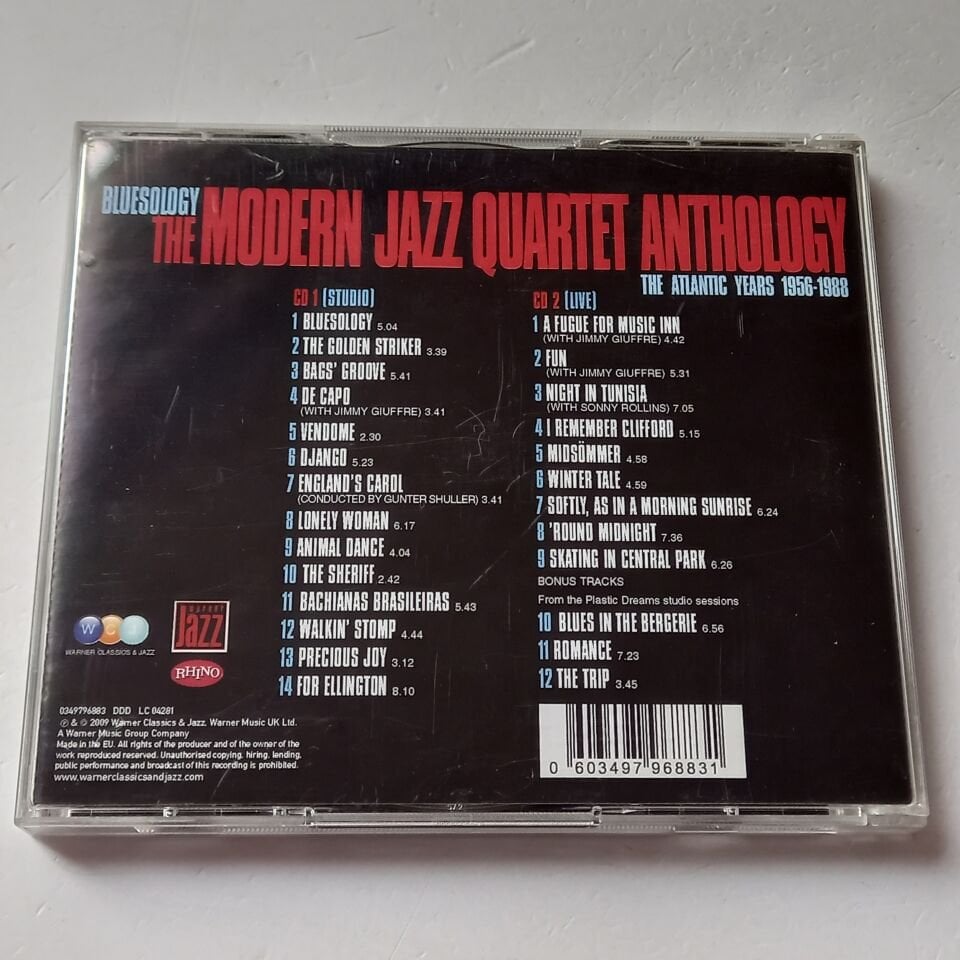 BLUESOLOGY
THE MODERN JAZZ QUARTET ANTHOLOGY
THE ATLANTIC YEARS 1956-1988
CD 1 (STUDIO)
1 BLUESOLOGY 5.04
2 THE GOLDEN STRIKER 3.39
3 BAGS' GROOVE 5.41
4 DE CAPO
(WITH JIMMY GIUFFRE) 3.41
5 VENDOME 2.30
6 DJANGO 5.23
7 ENGLAND'S CAROL
(CONDUCTED BY GUNTER SHULLER) 3.41
8 LONELY WOMAN 6.17
9 ANIMAL DANCE 4.04
10 THE SHERIFF 2.42
11 BACHIANAS BRASILEIRAS 5.43
12 WALKIN' STOMP 4.44
13 PRECIOUS JOY 3.12
14 FOR ELLINGTON 8.10
CD 2 (LIVE)
1 A FUGUE FOR MUSIC INN
(WITH JIMMY GIUFFRE) 4.42
2 FUN
(WITH JIMMY GIUFFRE) 5.31
3 NIGHT IN TUNISIA
(WITH SONNY ROLLINS) 7.05
4 I REMEMBER CLIFFORD 5.15
5 MIDSÖMMER 4.58
6 WINTER TALE 4.59
7 SOFTLY, AS IN A MORNING SUNRISE 6.24
8 'ROUND MIDNIGHT 7.36
9 SKATING IN CENTRAL PARK 6.26
BONUS TRACKS
From the Plastic Dreams studio sessions
10 BLUES IN THE BERGERIE 6.56
11 ROMANCE 7.23
12 THE TRIP 3.45
W C J
WARNER CLASSICS & JAZZ
warner
Jazz
RHINO
0349796883 DDD LC 04281
℗ & © 2009 Warner Classics & Jazz, Warner Music UK Ltd.
A Warner Music Group Company
Made in the EU. All rights of the producer and of the owner of the
work reproduced reserved. Unauthorised copying, hiring, lending,
public performance and broadcast of this recording is prohibited.
www.warnerclassicsandjazz.com
0 603497 968831